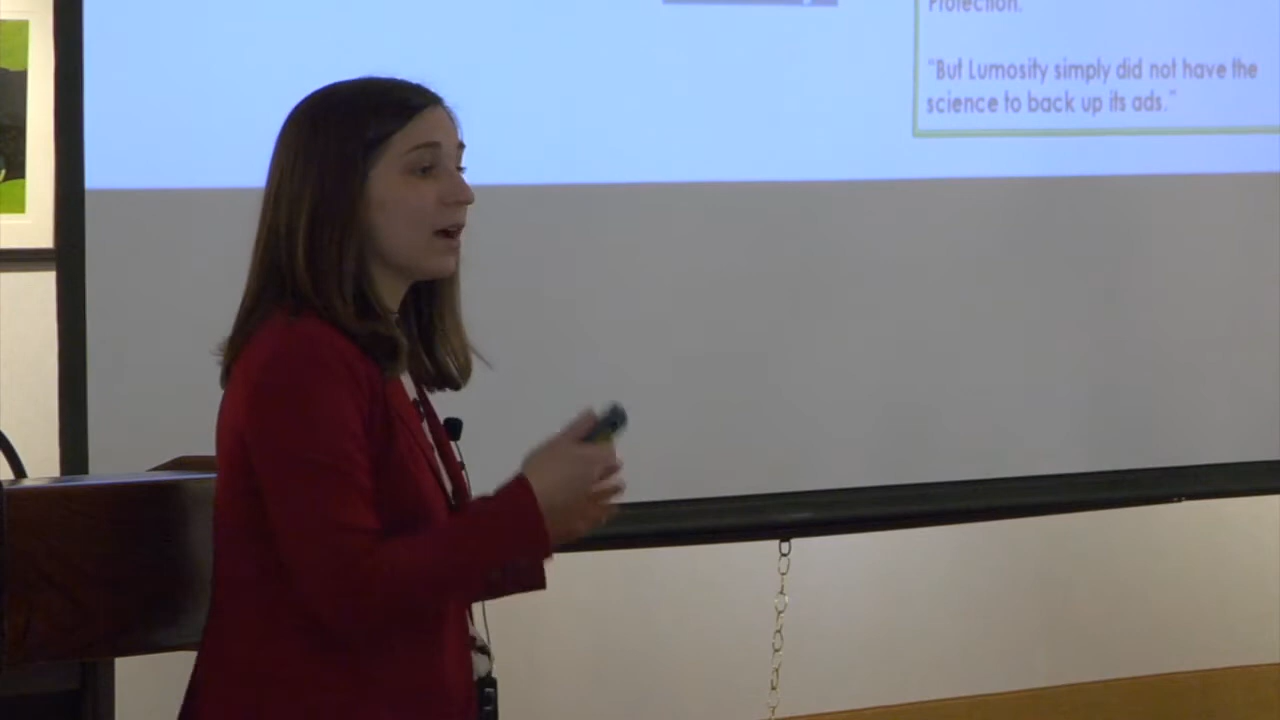 Protection.
"But Lumosity simply did not have the
science to back up its ads."